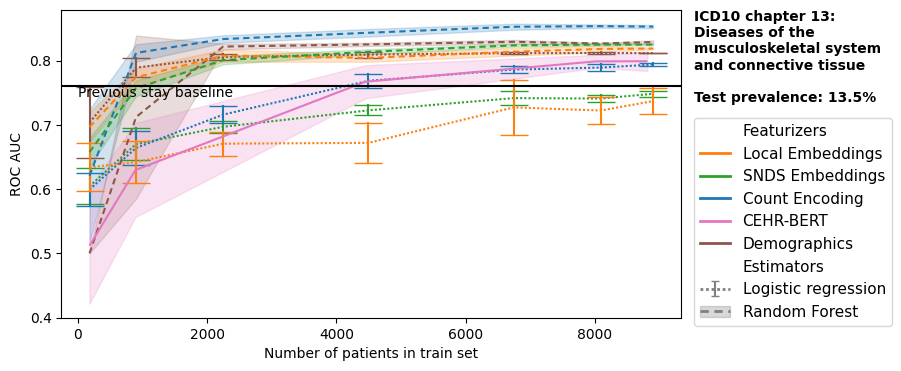 ROC AUC
0.8
0.7
0.6
0.5
0.4
Previous stay baseline
0
2000
4000
6000
8000
Number of patients in train set
ICD10 chapter 13:
Diseases of the
musculoskeletal system
and connective tissue
Test prevalence: 13.5%
Featurizers
Local Embeddings
SNDS Embeddings
Count Encoding
CEHR-BERT
Demographics
Estimators
Logistic regression
Random Forest